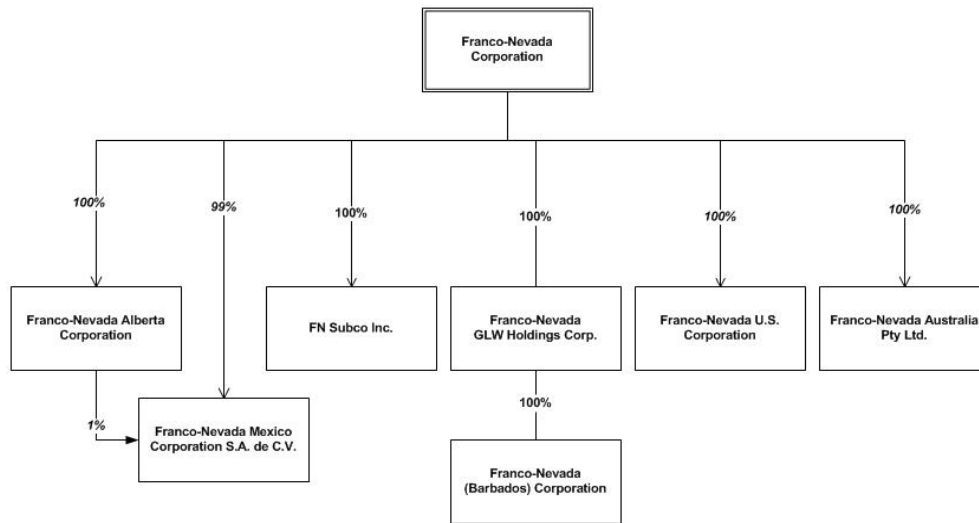 Franco-Nevada
Corporation
100%
99%
100%
100%
100%
100%
Franco-Nevada Alberta
Corporation
FN Subco Inc.
Franco-Nevada
GLW Holdings Corp.
Franco-Nevada U.S.
Corporation
Franco-Nevada Australia
Pty Ltd.
1%
100%
Franco-Nevada Mexico
Corporation S.A. de C.V.
Franco-Nevada
(Barbados) Corporation